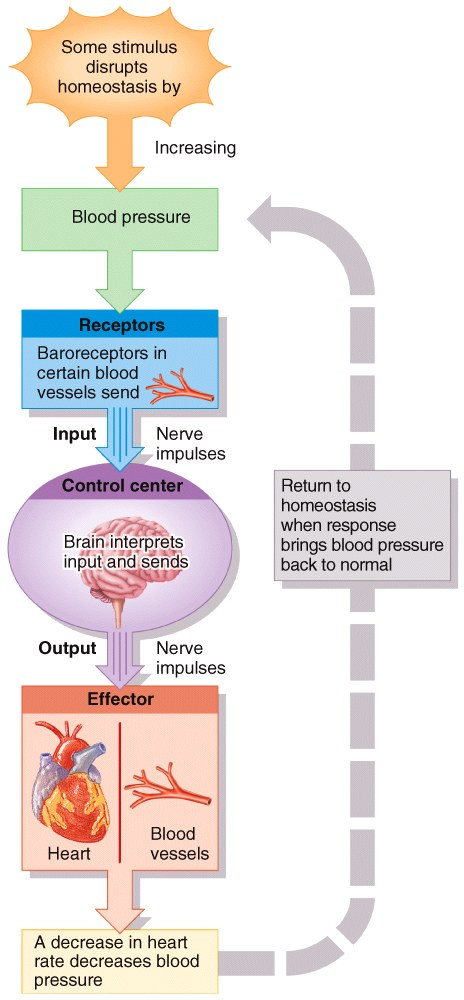 Some stimulus
disrupts
homeostasis by
Increasing
Blood pressure
Receptors
Baroreceptors in
certain blood
vessels send
Input
Nerve
impulses
Control center
Brain interprets
input and sends
Output
Nerve
impulses
Effector
Heart
Blood
vessels
A decrease in heart
rate decreases blood
pressure
Return to
homeostasis
when response
brings blood pressure
back to normal